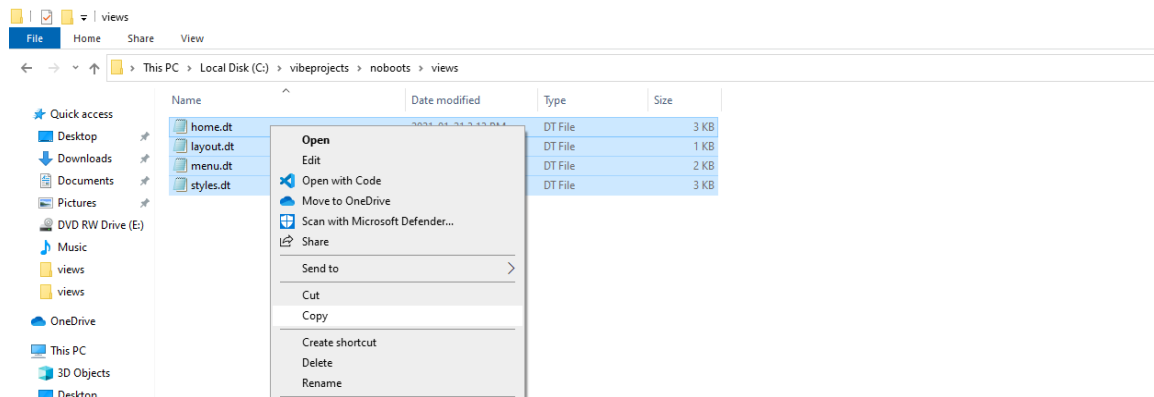 views
File Home Share View
This PC > Local Disk (C:) > vibeprojects > noboots > views
Name Date modified Type Size
Quick access
Desktop
Downloads
Documents
Pictures
DVD RW Drive (E:)
Music
views
views
OneDrive
This PC
3D Objects
Desktop
home.dt DT File 3 KB
layout.dt DT File 1 KB
menu.dt DT File 2 KB
styles.dt DT File 3 KB
Open
Edit
Open with Code
Move to OneDrive
Scan with Microsoft Defender...
Share
Send to
Cut
Copy
Create shortcut
Delete
Rename